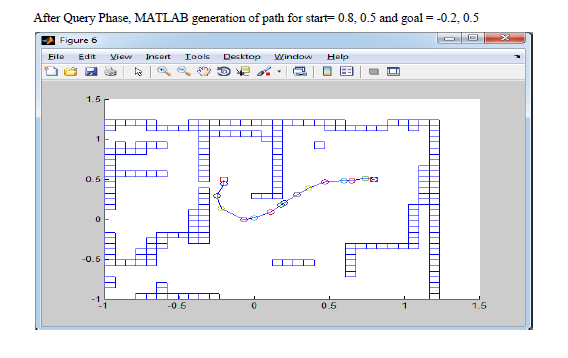 After Query Phase, MATLAB generation of path for start= 0.8, 0.5 and goal = -0.2, 0.5
Figure 6
File Edit View Insert Tools Desktop Window Help
1.5
1
0.5
0
-0.5
-1
-1 -0.5 0 0.5 1 1.5